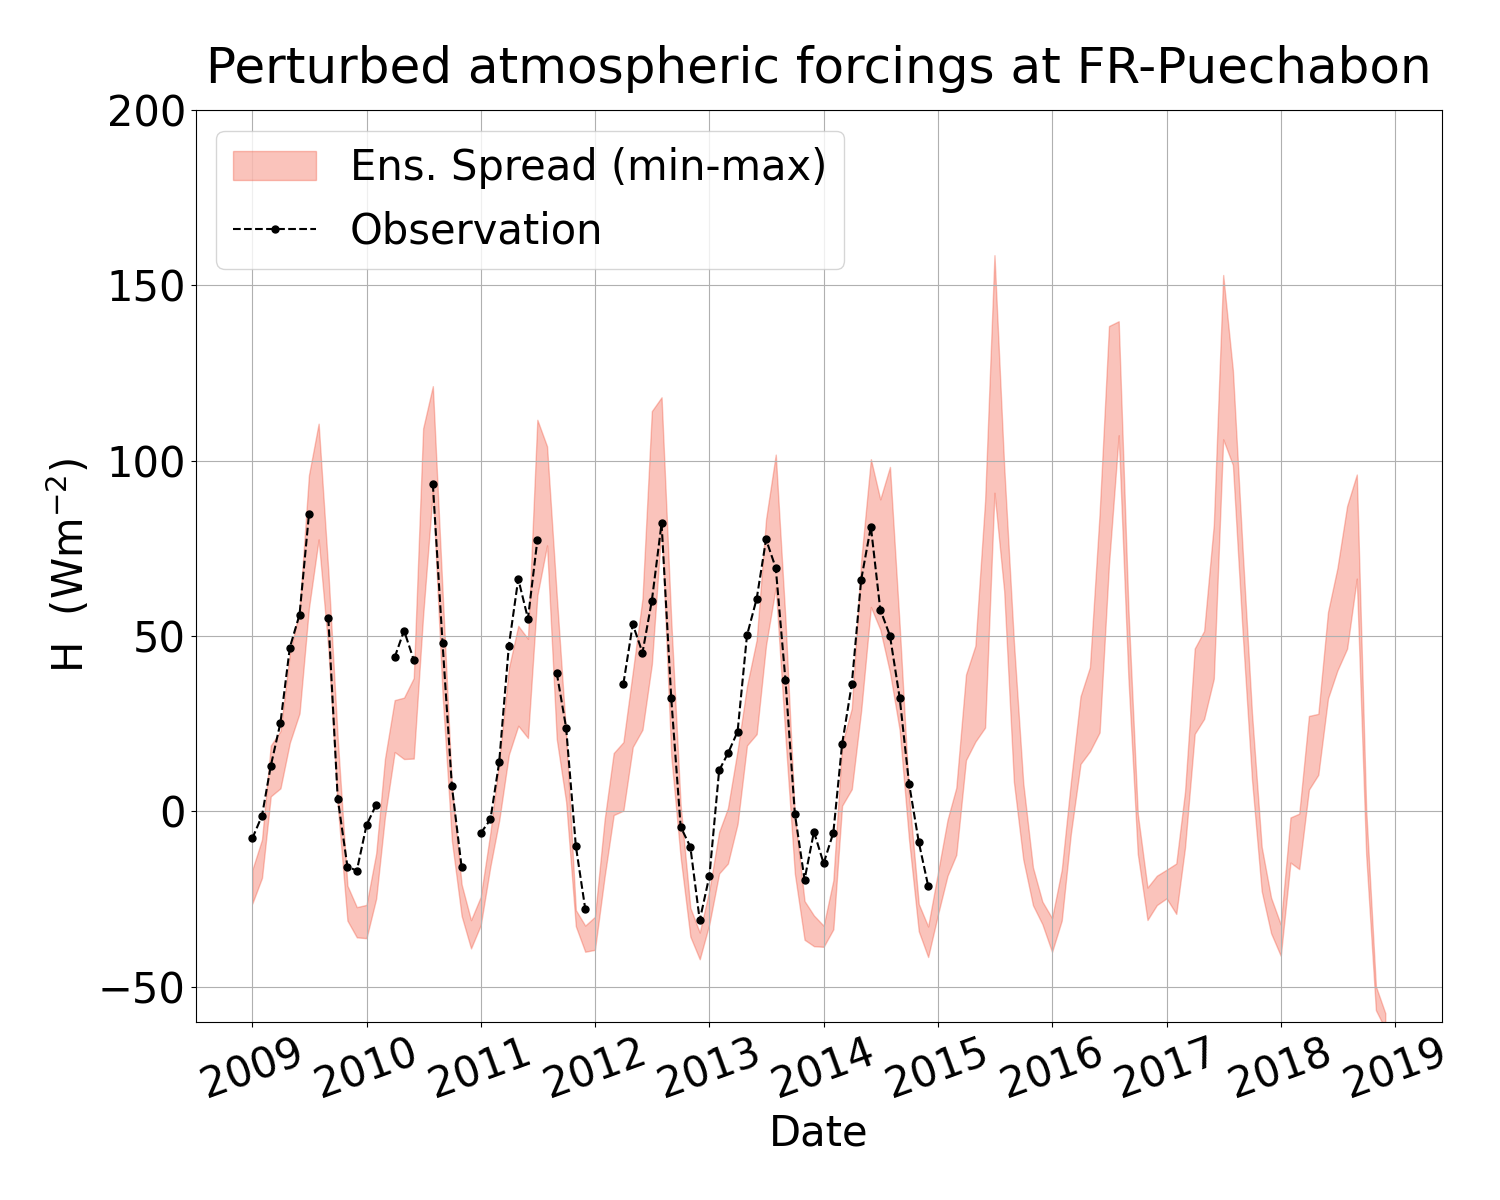 Perturbed atmospheric forcings at FR-Puechabon
200
150
100
50
0
−50
H (Wm⁻²)
Ens. Spread (min-max)
Observation
2009 2010 2011 2012 2013 2014 2015 2016 2017 2018 2019
Date